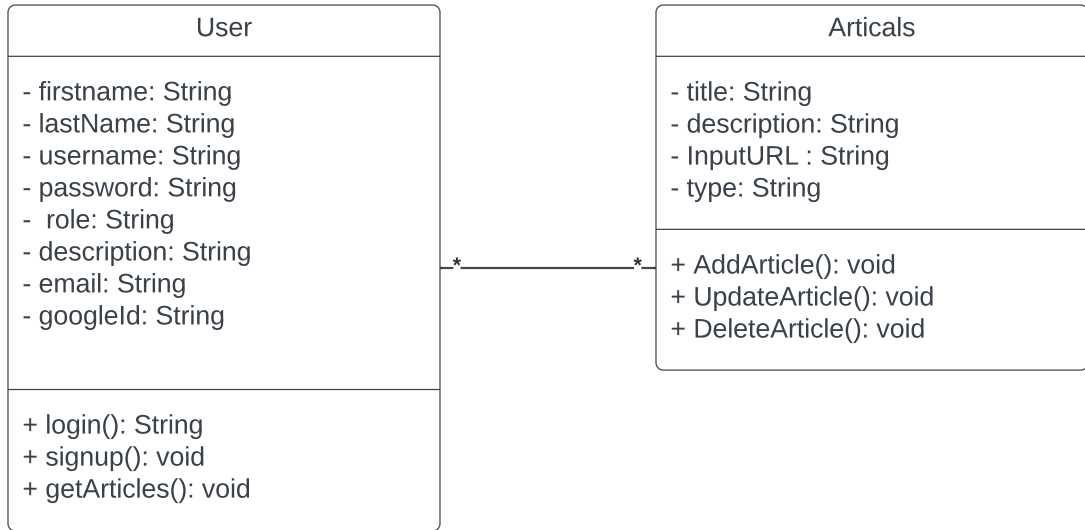 User
- firstname: String
- lastName: String
- username: String
- password: String
-  role: String
- description: String
- email: String
- googleId: String
+ login(): String
+ signup(): void
+ getArticles(): void
*
*
Articals
- title: String
- description: String
- InputURL : String
- type: String
+ AddArticle(): void
+ UpdateArticle(): void
+ DeleteArticle(): void